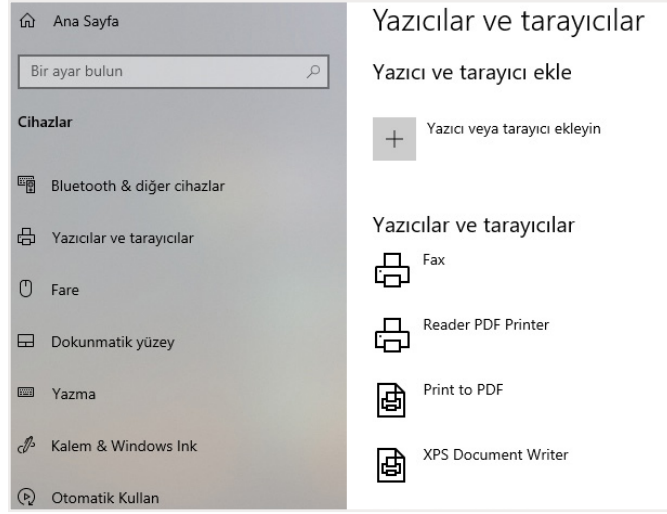 Ana Sayfa
Bir ayar bulun
Cihazlar
Bluetooth & diğer cihazlar
Yazıcılar ve tarayıcılar
Fare
Dokunmatik yüzey
Yazma
Kalem & Windows Ink
Otomatik Kullan
Yazıcılar ve tarayıcılar
Yazıcı ve tarayıcı ekle
Yazıcı veya tarayıcı ekleyin
Yazıcılar ve tarayıcılar
Fax
Reader PDF Printer
Print to PDF
XPS Document Writer